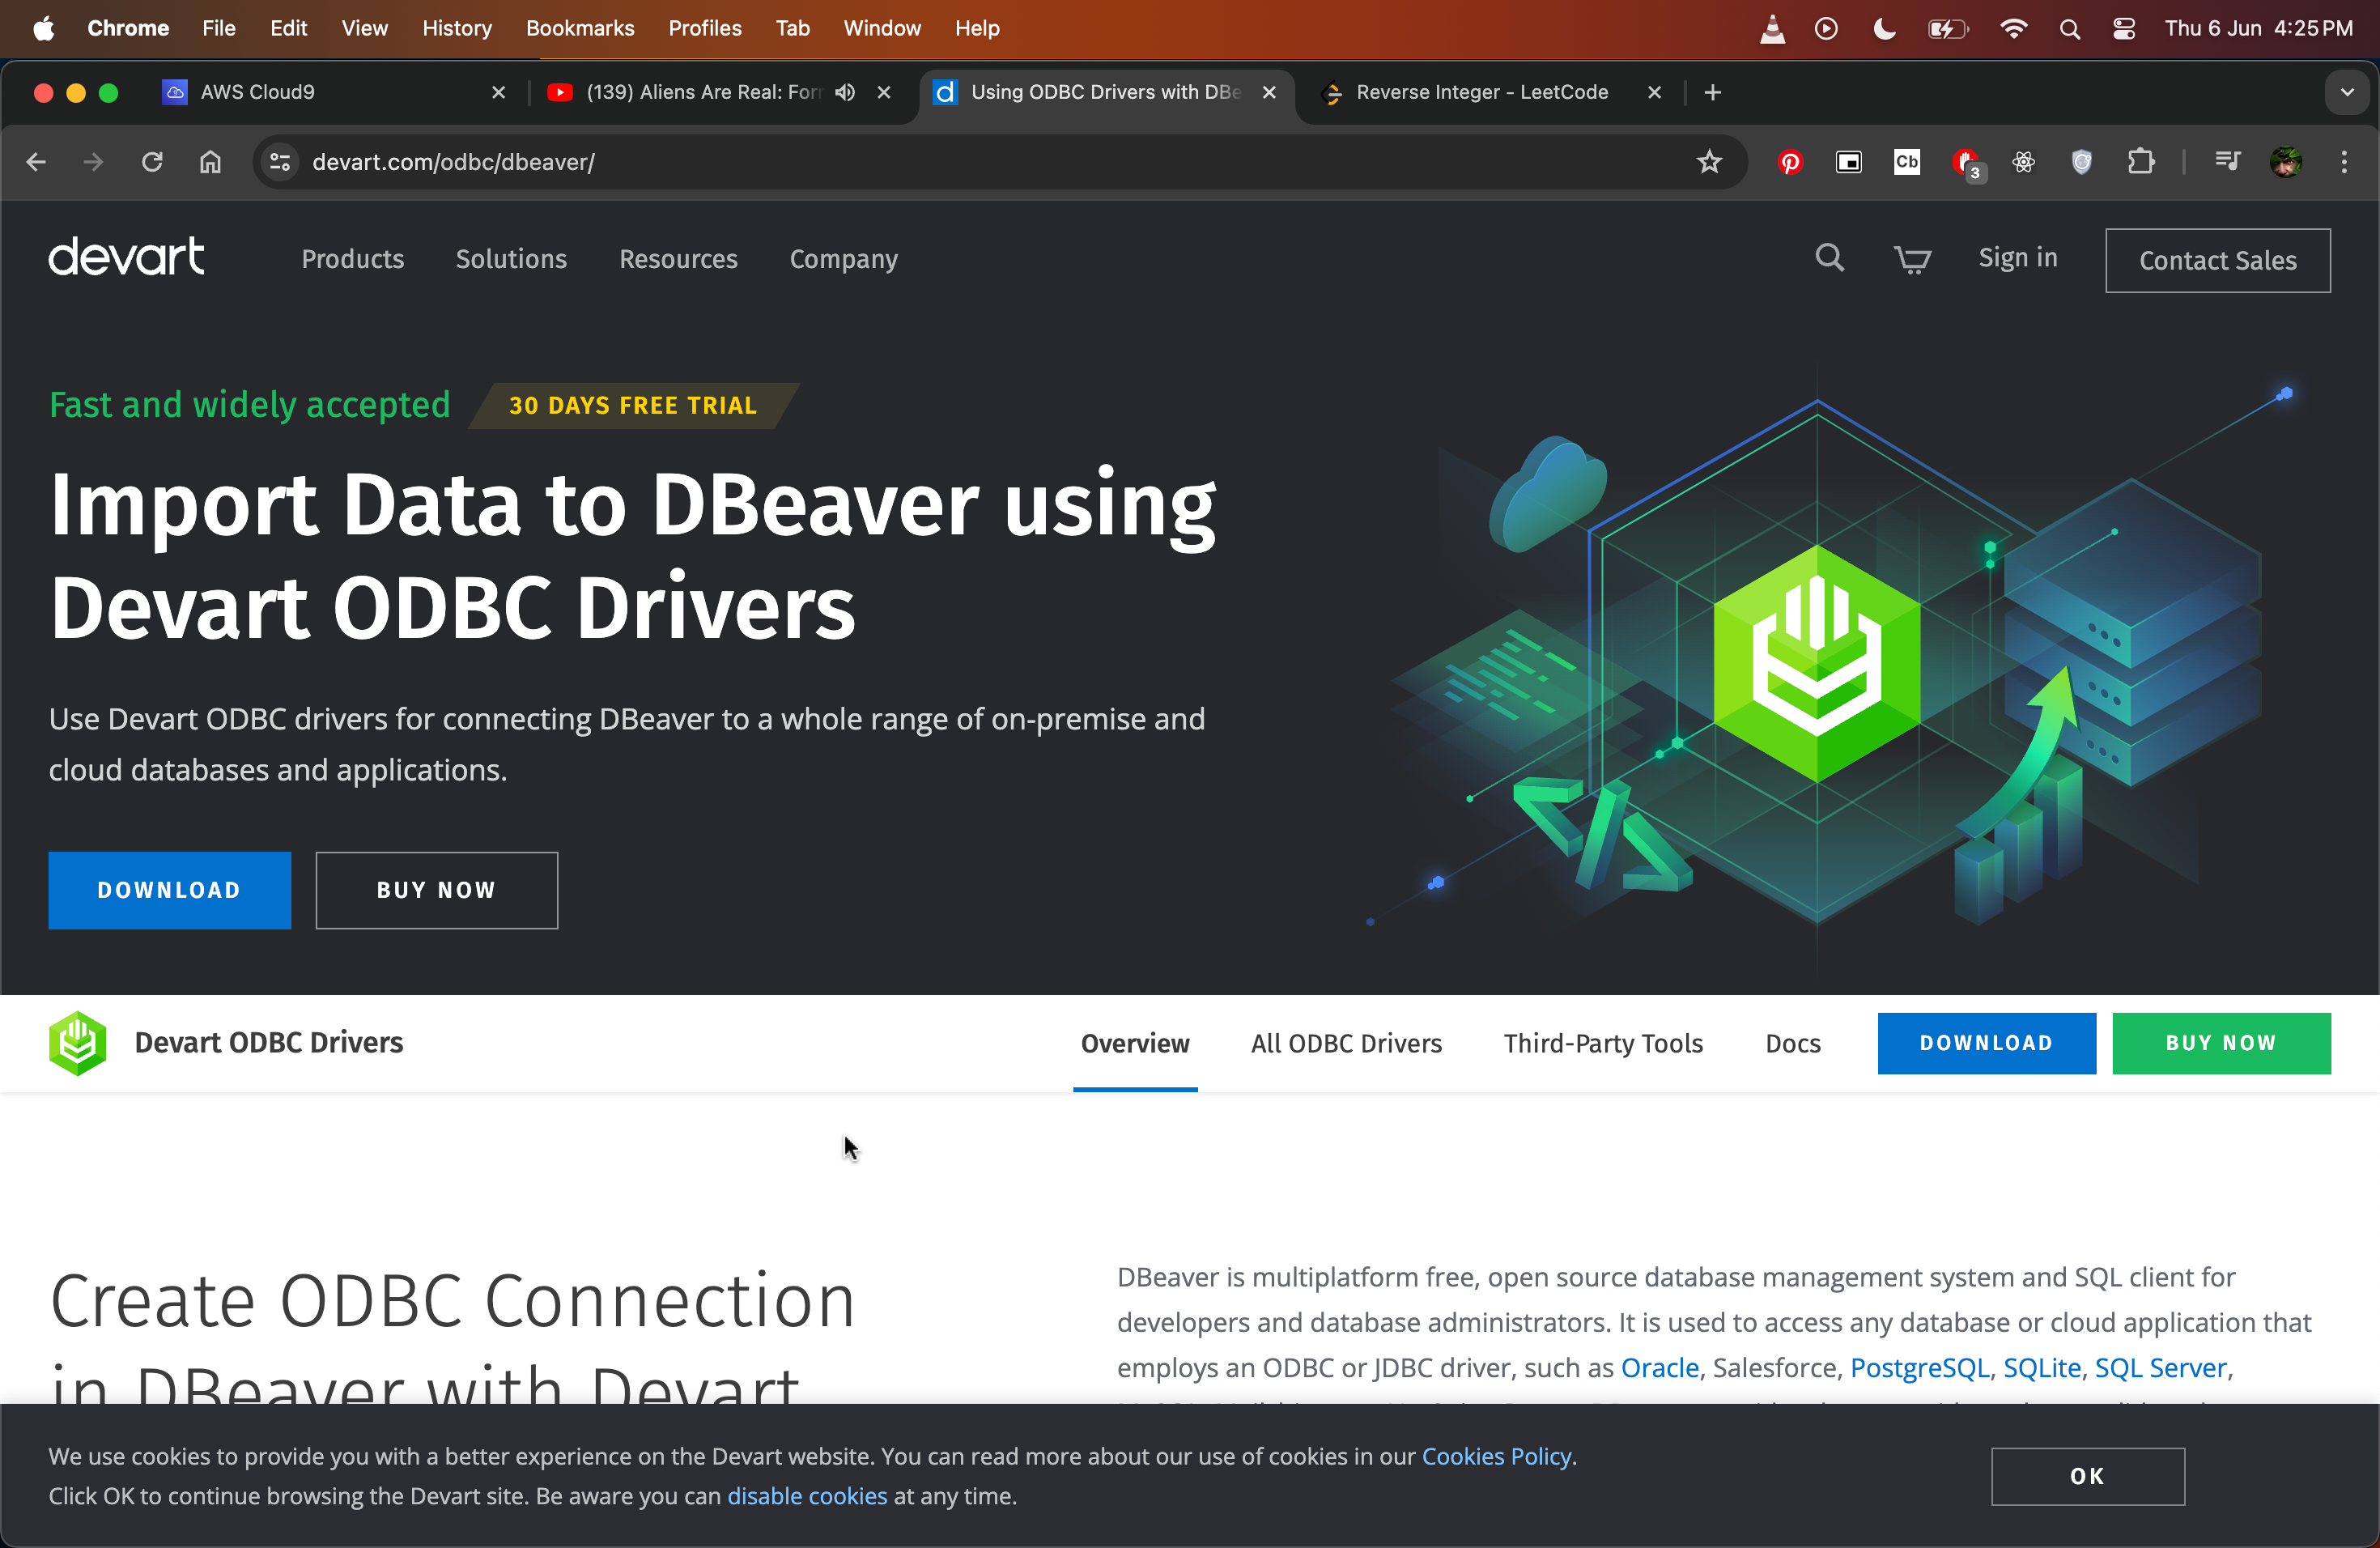 Chrome File Edit View History Bookmarks Profiles Tab Window Help Thu 6 Jun 4:25 PM
AWS Cloud9 (139) Aliens Are Real: Using ODBC Drivers with Reverse Integer - LeetCode
devart.com/odbc/dbeaver/ Cb 3
devart Products Solutions Resources Company Sign in Contact Sales
Fast and widely accepted 30 DAYS FREE TRIAL
Import Data to DBeaver using
Devart ODBC Drivers
Use Devart ODBC drivers for connecting DBeaver to a whole range of on-premise and
cloud databases and applications.
DOWNLOAD BUY NOW
Devart ODBC Drivers Overview All ODBC Drivers Third-Party Tools Docs DOWNLOAD BUY NOW
Create ODBC Connection
in DBeaver with Devart
DBeaver is multiplatform free, open source database management system and SQL client for
developers and database administrators. It is used to access any database or cloud application that
employs an ODBC or JDBC driver, such as Oracle, Salesforce, PostgreSQL, SQLite, SQL Server,
We use cookies to provide you with a better experience on the Devart website. You can read more about our use of cookies in our Cookies Policy.
Click OK to continue browsing the Devart site. Be aware you can disable cookies at any time.
OK